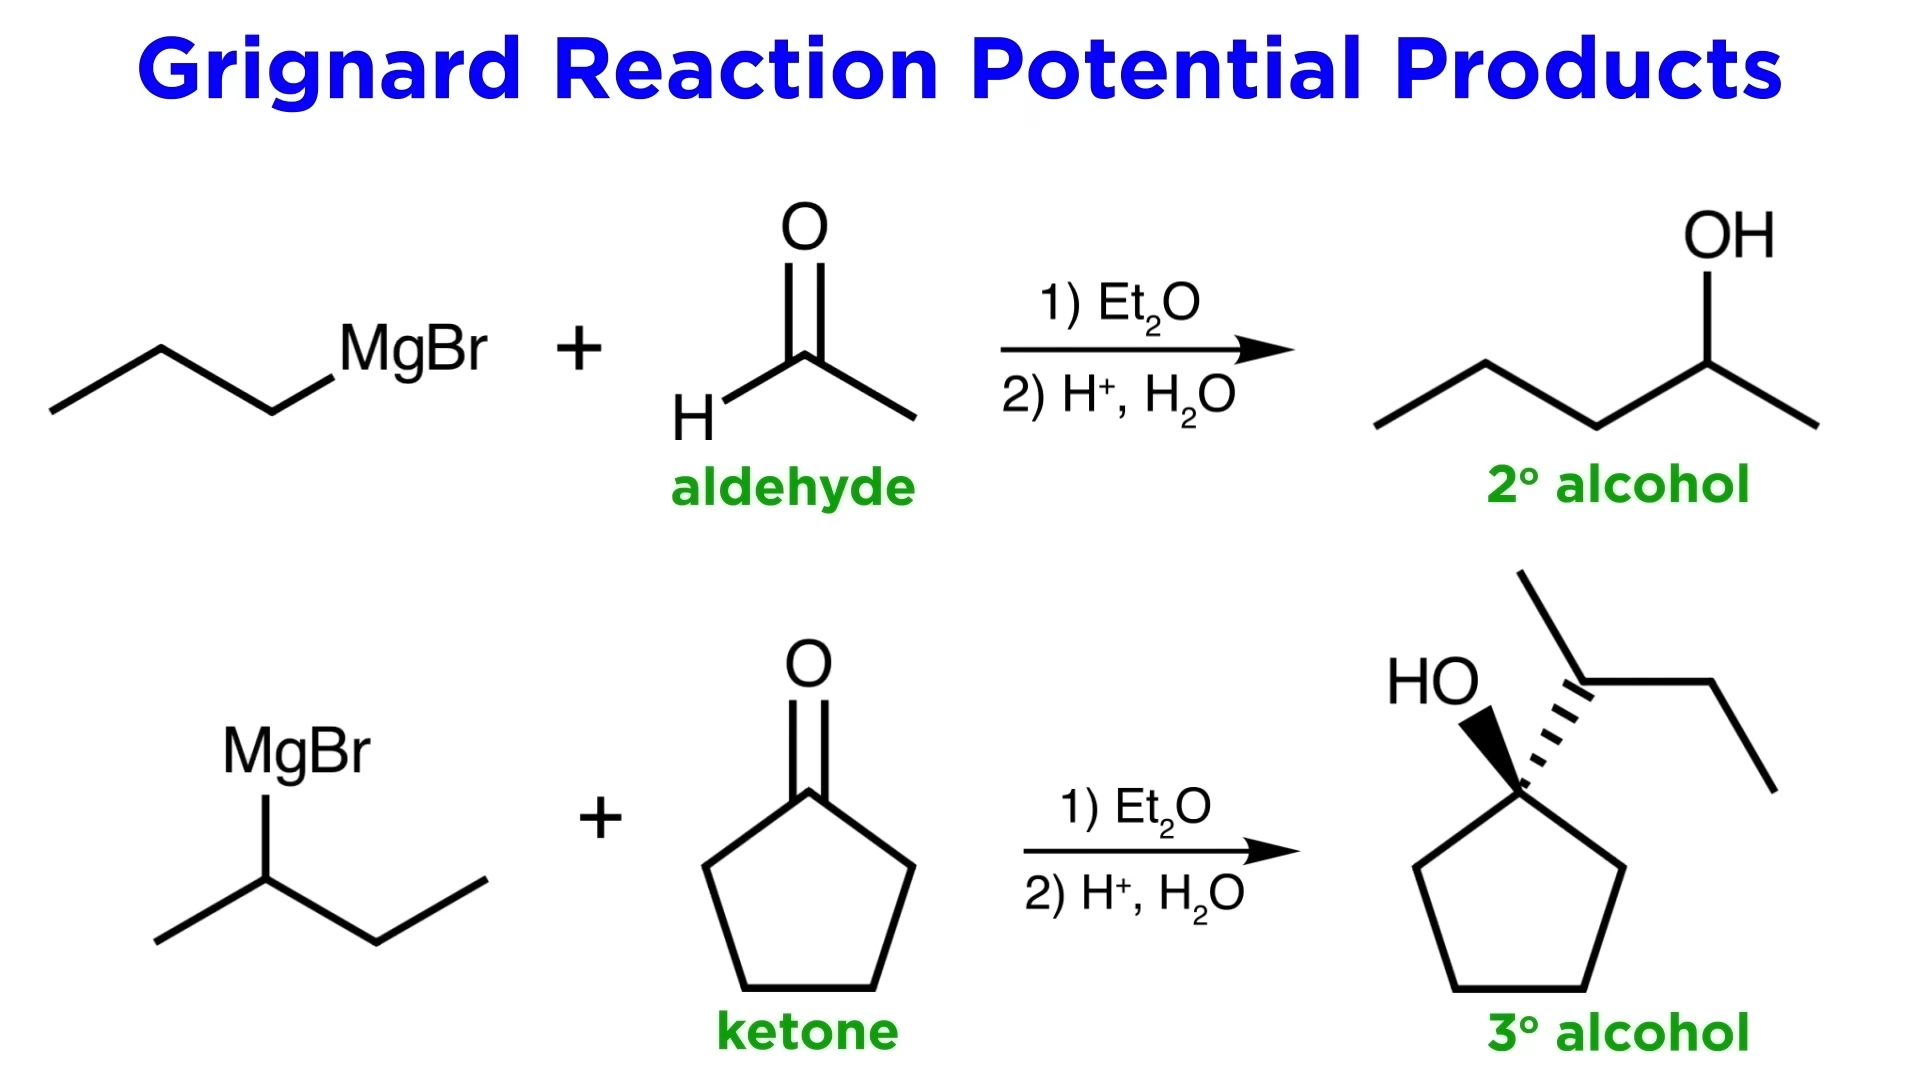 Grignard Reaction Potential Products
MgBr
+
O
H
aldehyde
1) Et₂O
2) H⁺, H₂O
OH
2° alcohol
MgBr
+
O
ketone
1) Et₂O
2) H⁺, H₂O
HO
3° alcohol